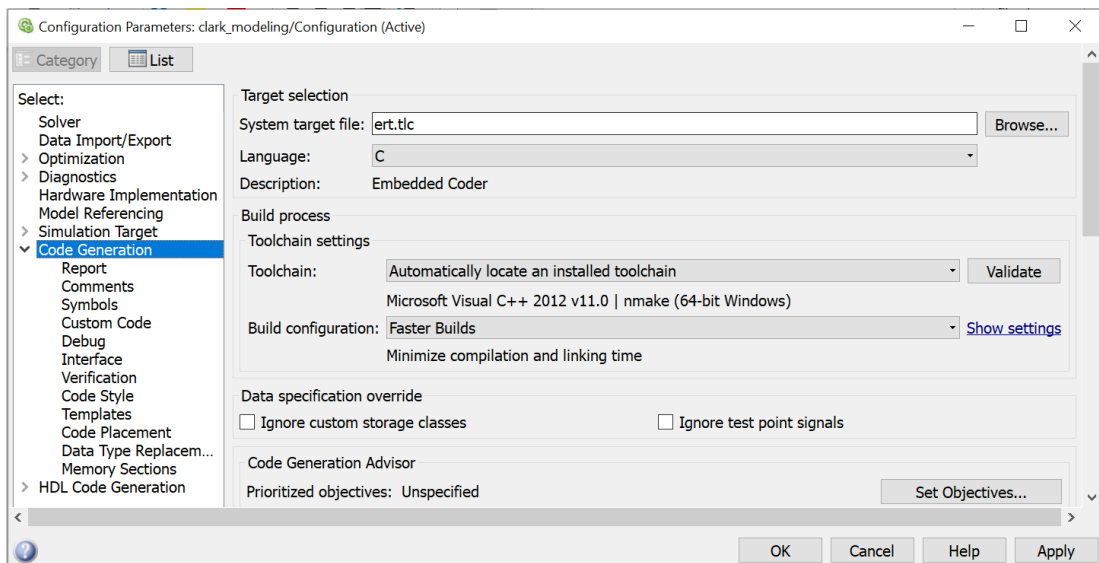 Configuration Parameters: clark_modeling/Configuration (Active)
Category
List
Select:
Solver
Data Import/Export
Optimization
Diagnostics
Hardware Implementation
Model Referencing
Simulation Target
Code Generation
Report
Comments
Symbols
Custom Code
Debug
Interface
Verification
Code Style
Templates
Code Placement
Data Type Replacem...
Memory Sections
HDL Code Generation
Target selection
System target file: ert.tlc Browse...
Language: C
Description: Embedded Coder
Build process
Toolchain settings
Toolchain: Automatically locate an installed toolchain Validate
Microsoft Visual C++ 2012 v11.0 | nmake (64-bit Windows)
Build configuration: Faster Builds Show settings
Minimize compilation and linking time
Data specification override
Ignore custom storage classes Ignore test point signals
Code Generation Advisor
Prioritized objectives: Unspecified Set Objectives...
OK Cancel Help Apply